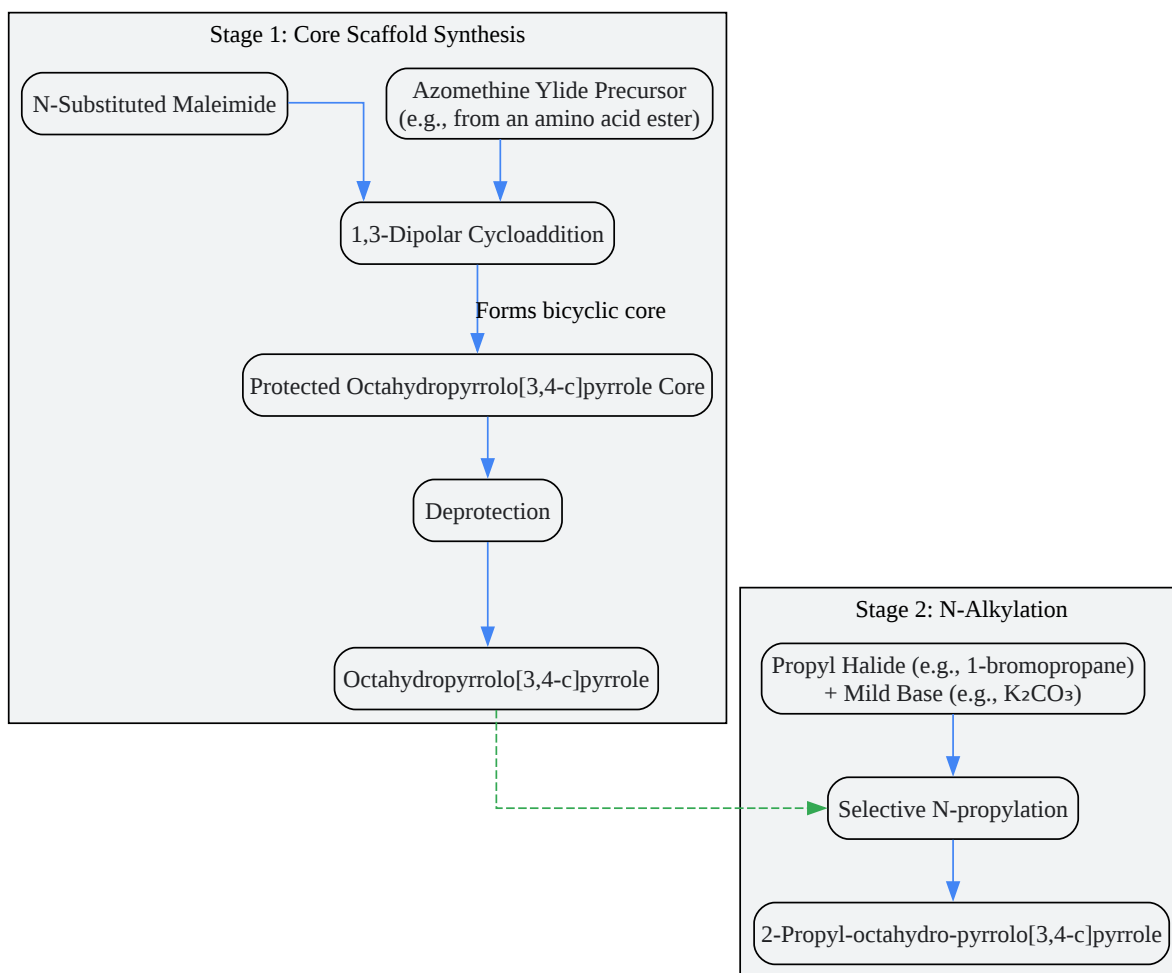 Stage 1: Core Scaffold Synthesis
N-Substituted Maleimide
Azomethine Ylide Precursor
(e.g., from an amino acid ester)
1,3-Dipolar Cycloaddition
Forms bicyclic core
Protected Octahydropyrrolo[3,4-c]pyrrole Core
Deprotection
Octahydropyrrolo[3,4-c]pyrrole
Stage 2: N-Alkylation
Propyl Halide (e.g., 1-bromopropane)
+ Mild Base (e.g., K₂CO₃)
Selective N-propylation
2-Propyl-octahydro-pyrrolo[3,4-c]pyrrole